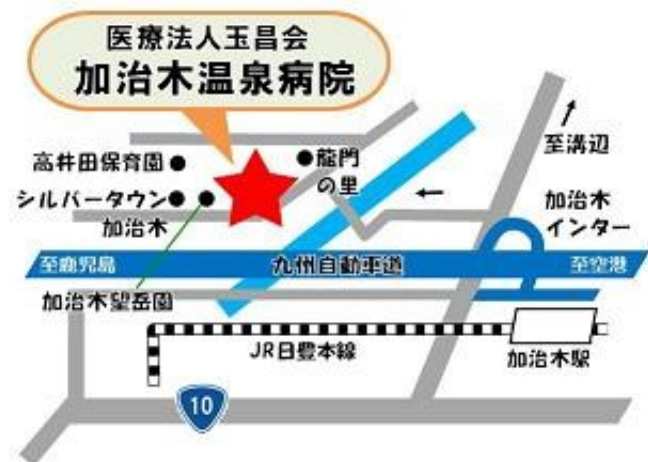 医療法人玉昌会
加治木温泉病院
高井田保育園
龍門
の里
至溝辺
シルバータウン
加治木
加治木
インター
至鹿児島
九州自動車道
至空港
加治木望岳園
JR日豊本線
加治木駅
10